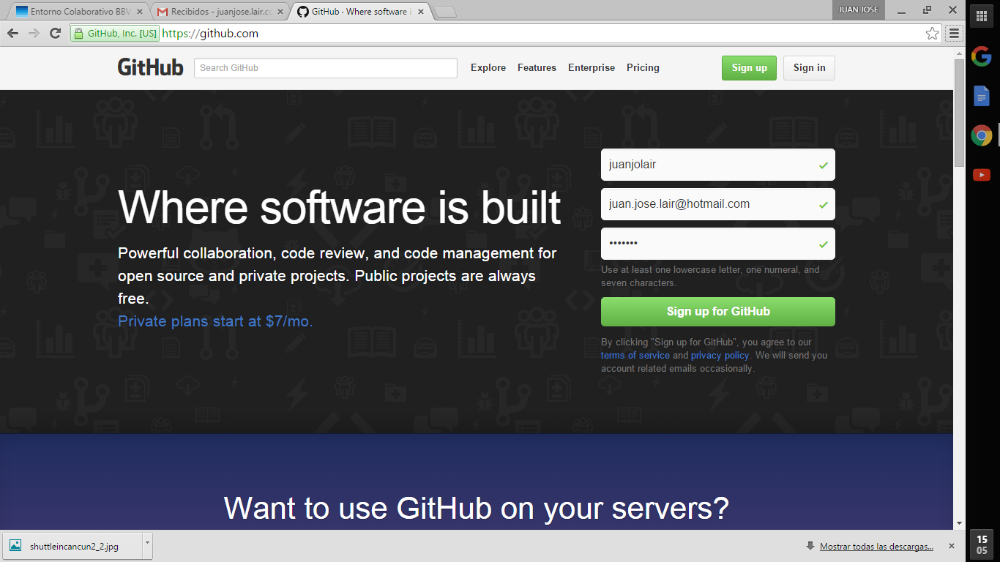 Entorno Colaborativo BBV
Recibidos - juanjose.lair.co
GitHub · Where software i
JUAN JOSE
GitHub, Inc. [US]
https://github.com
GitHub
Search GitHub
Explore
Features
Enterprise
Pricing
Sign up
Sign in
Where software is built
Powerful collaboration, code review, and code management for
open source and private projects. Public projects are always
free.
Private plans start at $7/mo.
juanjolair
juan.jose.lair@hotmail.com
•••••••
Use at least one lowercase letter, one numeral, and
seven characters.
Sign up for GitHub
By clicking "Sign up for GitHub", you agree to our
terms of service and privacy policy. We will send you
account related emails occasionally.
Want to use GitHub on your servers?
shuttleincancun2_2.jpg
Mostrar todas las descargas...
15
05